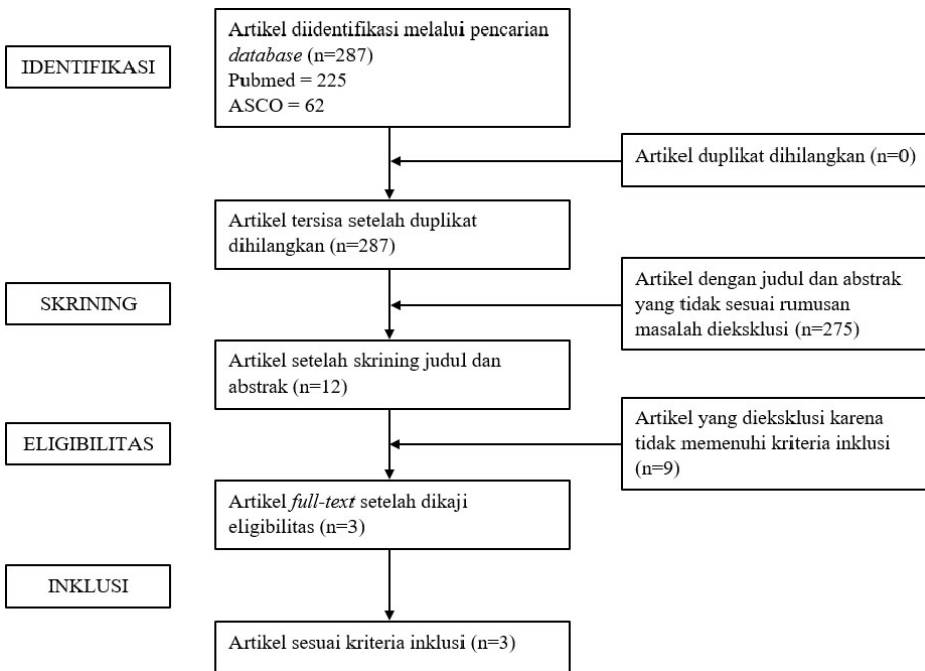 IDENTIFIKASI
Artikel diidentifikasi melalui pencarian
database (n=287)
Pubmed = 225
ASCO = 62
Artikel duplikat dihilangkan (n=0)
Artikel tersisa setelah duplikat
dihilangkan (n=287)
SKRINING
Artikel dengan judul dan abstrak
yang tidak sesuai rumusan
masalah dieksklusi (n=275)
Artikel setelah skrining judul dan
abstrak (n=12)
ELIGIBILITAS
Artikel yang dieksklusi karena
tidak memenuhi kriteria inklusi
(n=9)
Artikel full-text setelah dikaji
eligibilitas (n=3)
INKLUSI
Artikel sesuai kriteria inklusi (n=3)